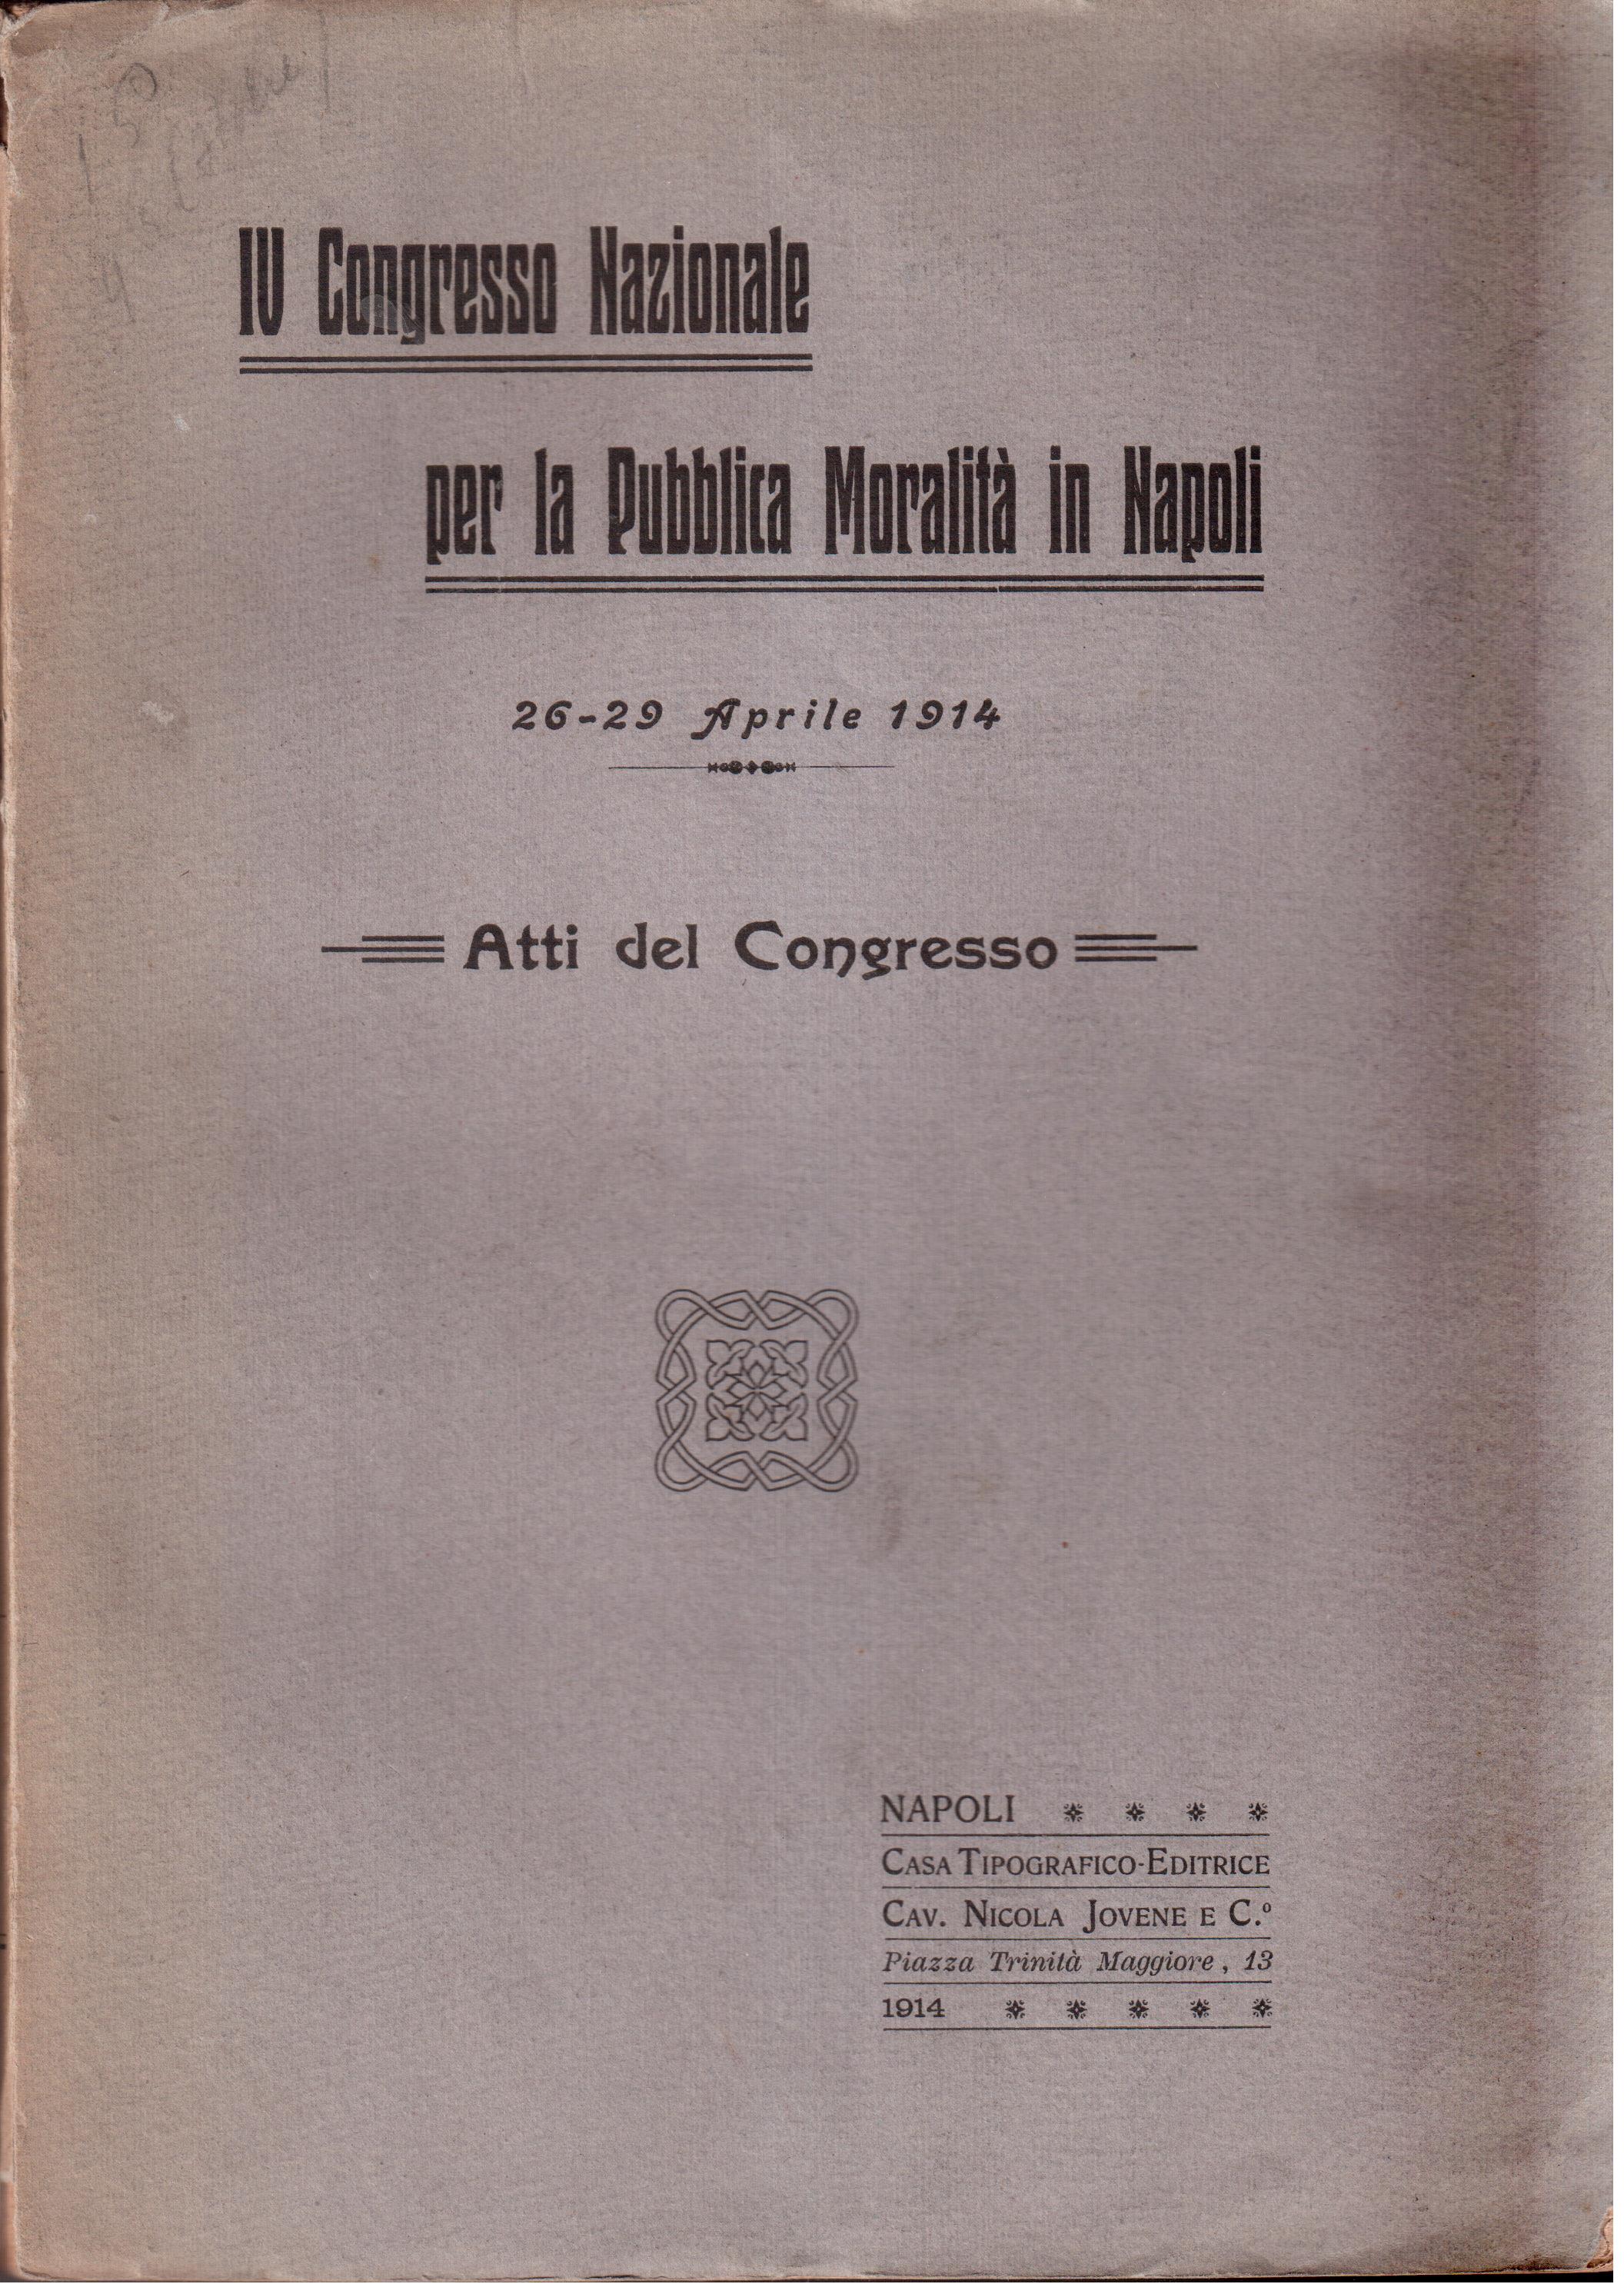 IV Congresso Nazionale
per la Pubblica Moralità in Napoli
26-29 Aprile 1914
Atti del Congresso
NAPOLI
CASA TIPOGRAFICO-EDITRICE
CAV. NICOLA JOVENE E C.º
Piazza Trinità Maggiore, 13
1914